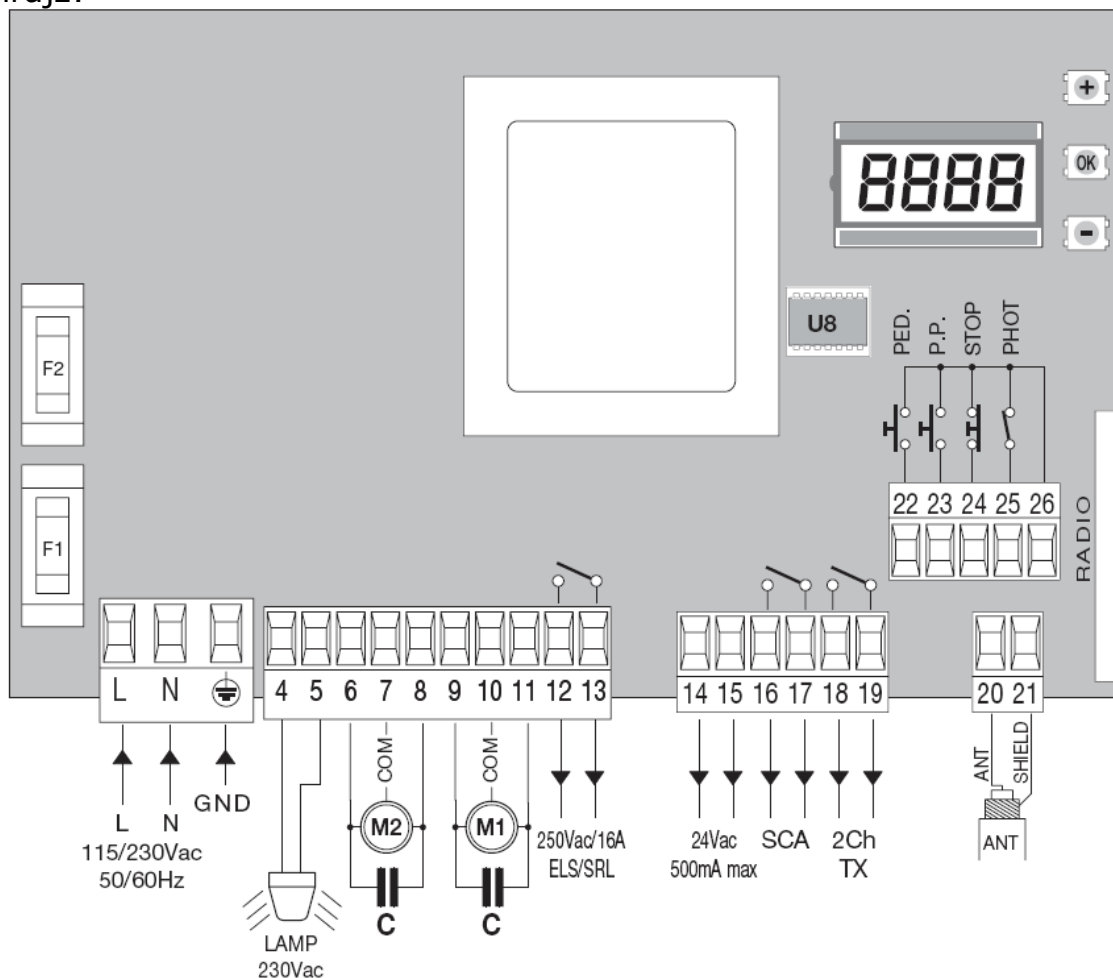 8888
+
OK
-
U8
F2
F1
PED.
P.P.
STOP
PHOT
22 23 24 25 26
RADIO
L N
4 5 6 7 8 9 10 11 12 13
14 15 16 17 18 19
20 21
L N GND
115/230Vac
50/60Hz
LAMP
230Vac
COM
M2
C
COM
M1
C
250Vac/16A
ELS/SRL
24Vac
500mA max
SCA
2Ch
TX
ANT
SHIELD
ANT